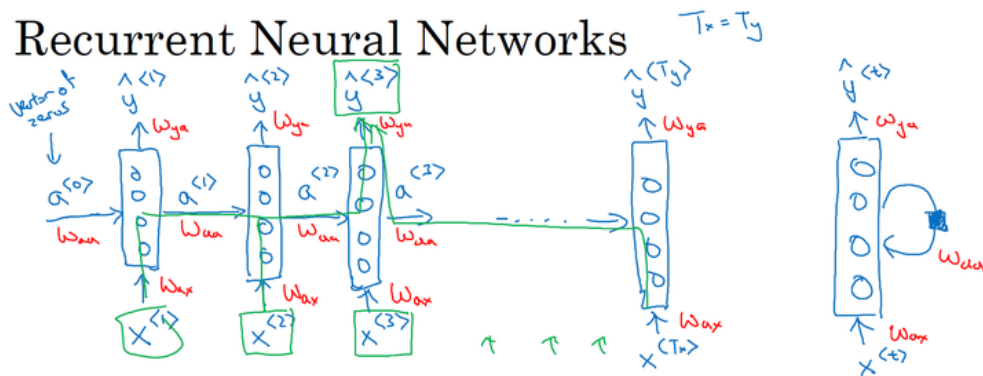 Recurrent Neural Networks
Tx = Ty
vector of zeros
ŷ<1> ŷ<2> ŷ<3> ŷ<Ty> ŷ<t>
Wya Wya Wya Wya Wya
a<0> a<1> a<2> a<3> -....
Waa Waa Waa Waa Waa
Wax Wax Wax Wax Wax
x<1> x<2> x<3> x<Tx> x<t>